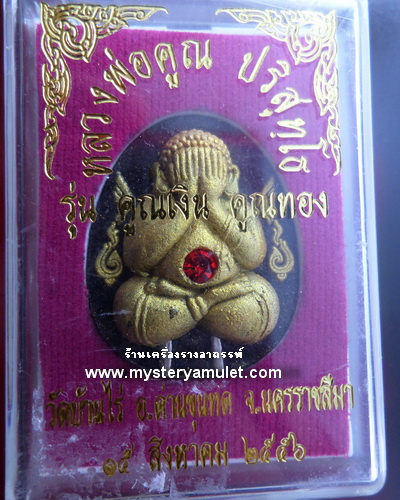 หลวงพ่อคูณ ปริสุทฺโธ
รุ่น คูณเงิน คูณทอง
ร้านเครื่องรางอาถรรพ์
www.mysteryamulet.com
วัดบ้านไร่ อ.ด่านขุนทด จ.นครราชสีมา
๑๕ สิงหาคม ๒๕๕๖